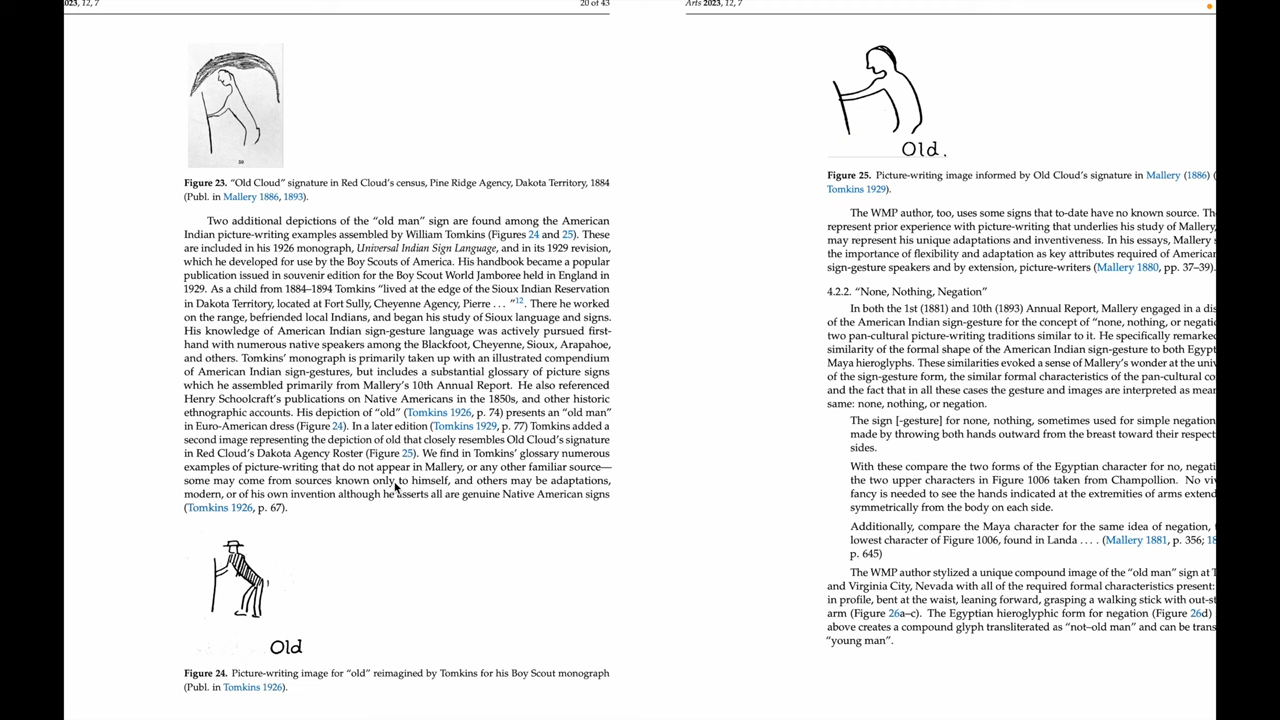 023, 12, 7
20 of 43
50
Figure 23. “Old Cloud” signature in Red Cloud’s census, Pine Ridge Agency, Dakota Territory, 1884
(Publ. in Mallery 1886, 1893).
Two additional depictions of the “old man” sign are found among the American
Indian picture-writing examples assembled by William Tomkins (Figures 24 and 25). These
are included in his 1926 monograph, Universal Indian Sign Language, and in its 1929 revision,
which he developed for use by the Boy Scouts of America. His handbook became a popular
publication issued in souvenir edition for the Boy Scout World Jamboree held in England in
1929. As a child from 1884–1894 Tomkins “lived at the edge of the Sioux Indian Reservation
in Dakota Territory, located at Fort Sully, Cheyenne Agency, Pierre . . . ”12. There he worked
on the range, befriended local Indians, and began his study of Sioux language and signs.
His knowledge of American Indian sign-gesture language was actively pursued first-
hand with numerous native speakers among the Blackfoot, Cheyenne, Sioux, Arapahoe,
and others. Tomkins’ monograph is primarily taken up with an illustrated compendium
of American Indian sign-gestures, but includes a substantial glossary of picture signs
which he assembled primarily from Mallery’s 10th Annual Report. He also referenced
Henry Schoolcraft’s publications on Native Americans in the 1850s, and other historic
ethnographic accounts. His depiction of “old” (Tomkins 1926, p. 74) presents an “old man”
in Euro-American dress (Figure 24). In a later edition (Tomkins 1929, p. 77) Tomkins added a
second image representing the depiction of old that closely resembles Old Cloud’s signature
in Red Cloud’s Dakota Agency Roster (Figure 25). We find in Tomkins’ glossary numerous
examples of picture-writing that do not appear in Mallery, or any other familiar source—
some may come from sources known only to himself, and others may be adaptations,
modern, or of his own invention although he asserts all are genuine Native American signs
(Tomkins 1926, p. 67).
Old
Figure 24. Picture-writing image for “old” reimagined by Tomkins for his Boy Scout monograph
(Publ. in Tomkins 1926).
Arts 2023, 12, 7
Old.
Figure 25. Picture-writing image informed by Old Cloud’s signature in Mallery (1886) (
Tomkins 1929).
The WMP author, too, uses some signs that to-date have no known source. Th
represent prior experience with picture-writing that underlies his study of Mallery,
may represent his unique adaptations and inventiveness. In his essays, Mallery s
the importance of flexibility and adaptation as key attributes required of American
sign-gesture speakers and by extension, picture-writers (Mallery 1880, pp. 37–39).
4.2.2. “None, Nothing, Negation”
In both the 1st (1881) and 10th (1893) Annual Report, Mallery engaged in a dis
of the American Indian sign-gesture for the concept of “none, nothing, or negatio
two pan-cultural picture-writing traditions similar to it. He specifically remarked
similarity of the formal shape of the American Indian sign-gesture to both Egypt
Maya hieroglyphs. These similarities evoked a sense of Mallery’s wonder at the univ
of the sign-gesture form, the similar formal characteristics of the pan-cultural co
and the fact that in all these cases the gesture and images are interpreted as mean
same: none, nothing, or negation.
The sign [-gesture] for none, nothing, sometimes used for simple negation
made by throwing both hands outward from the breast toward their respect
sides.
With these compare the two forms of the Egyptian character for no, negati
the two upper characters in Figure 1006 taken from Champollion. No viv
fancy is needed to see the hands indicated at the extremities of arms extend
symmetrically from the body on each side.
Additionally, compare the Maya character for the same idea of negation, t
lowest character of Figure 1006, found in Landa . . . . (Mallery 1881, p. 356; 18
p. 645)
The WMP author stylized a unique compound image of the “old man” sign at T
and Virginia City, Nevada with all of the required formal characteristics present:
in profile, bent at the waist, leaning forward, grasping a walking stick with out-st
arm (Figure 26a–c). The Egyptian hieroglyphic form for negation (Figure 26d)
above creates a compound glyph transliterated as “not–old man” and can be trans
“young man”.